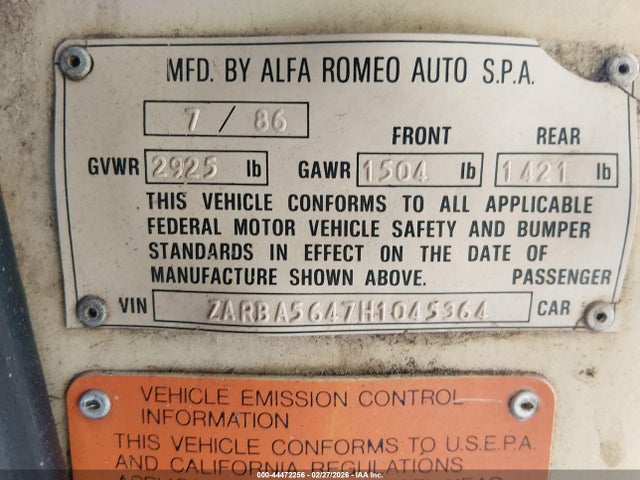 MFD. BY ALFA ROMEO AUTO S.P.A.
7 / 86
FRONT REAR
GVWR 2925 lb GAWR 1504 lb 1421 lb
THIS VEHICLE CONFORMS TO ALL APPLICABLE
FEDERAL MOTOR VEHICLE SAFETY AND BUMPER
STANDARDS IN EFFECT ON THE DATE OF
MANUFACTURE SHOWN ABOVE. PASSENGER
VIN ZARBA5647H1045364 CAR
VEHICLE EMISSION CONTROL
INFORMATION
THIS VEHICLE CONFORMS TO U.S.E.P.A.
AND CALIFORNIA REGULATIONS
000-44472256 - 02/27/2026 - IAA Inc.